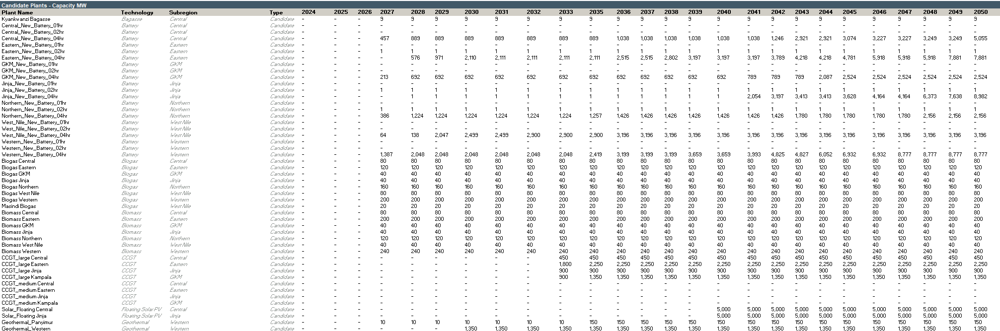 Candidate Plants - Capacity MW
Plant Name Technology Subregion Type 2024 2025 2026 2027 2028 2029 2030 2031 2032 2033 2035 2036 2037 2038 2039 2040 2041 2042 2043 2044 2045 2046 2047 2048 2049 2050
Kyankwanzi Bagasse Bagasse Central Candidate - - - 9 9 9 9 9 9 9 9 9 9 9 9 9 9 9 9 9 9 9 9 9 9 9
Central_New_Battery_01hr Battery Central Candidate - - - - - - - - - - - - - - - - - - - - - - - - - -
Central_New_Battery_02hr Battery Central Candidate - - - - - - - - - - - - - - - - - - - - - - - - - -
Central_New_Battery_04hr Battery Central Candidate - - - 457 889 889 889 889 889 889 889 1,038 1,038 1,038 1,038 1,038 1,038 1,246 2,921 2,921 3,074 3,227 3,227 3,249 3,249 5,055
Eastern_New_Battery_01hr Battery Eastern Candidate - - - - - - - - - - - - - - - - - - - - - - - - - -
Eastern_New_Battery_02hr Battery Eastern Candidate - - - 1 1 1 1 1 1 1 1 1 1 1 1 1 1 1 1 1 1 1 1 1 1 1
Eastern_New_Battery_04hr Battery Eastern Candidate - - - - 576 971 2,110 2,111 2,111 2,111 2,111 2,515 2,515 2,802 3,197 3,197 3,197 3,789 4,218 4,218 4,781 5,918 5,918 5,918 7,881 7,881
GKM_New_Battery_01hr Battery GKM Candidate - - - - - - - - - - - - - - - - - - - - - - - - - -
GKM_New_Battery_02hr Battery GKM Candidate - - - - - - - - - - - - - - - - - - - - - - - - - -
GKM_New_Battery_04hr Battery GKM Candidate - - - 213 692 692 692 692 692 692 692 692 692 692 692 692 789 789 789 2,087 2,524 2,524 2,524 2,524 2,524 2,524
Jinja_New_Battery_01hr Battery Jinja Candidate - - - - - - - - - - - - - - - - - - - - - - - - - -
Jinja_New_Battery_02hr Battery Jinja Candidate - - - 1 1 1 1 1 1 1 1 1 1 1 1 1 1 1 1 1 1 1 1 1 1 1
Jinja_New_Battery_04hr Battery Jinja Candidate - - - - 1 1 1 1 1 1 1 1 1 1 1 1 2,054 3,197 3,413 3,413 3,628 4,164 4,164 6,373 7,638 8,982
Northern_New_Battery_01hr Battery Northern Candidate - - - - - - - - - - - - - - - - - - - - - - - - - -
Northern_New_Battery_02hr Battery Northern Candidate - - - 1 1 1 1 1 1 1 1 1 1 1 1 1 1 1 1 1 1 1 1 1 1 1
Northern_New_Battery_04hr Battery Northern Candidate - - - 386 1,224 1,224 1,224 1,224 1,224 1,224 1,257 1,426 1,426 1,426 1,426 1,426 1,426 1,426 1,780 1,780 1,780 1,780 1,780 2,156 2,156 2,156
West_Nile_New_Battery_01hr Battery West Nile Candidate - - - - - - - - - - - - - - - - - - - - - - - - - -
West_Nile_New_Battery_02hr Battery West Nile Candidate - - - - - - - - - - - - - - - - - - - - - - - - - -
West_Nile_New_Battery_04hr Battery West Nile Candidate - - - 64 138 2,047 2,499 2,499 2,900 2,900 2,900 3,196 3,196 3,196 3,196 3,196 3,196 3,196 3,196 3,196 3,196 3,196 3,196 3,196 3,196 3,196
Western_New_Battery_01hr Battery Western Candidate - - - - - - - - - - - - - - - - - - - - - - - - - -
Western_New_Battery_02hr Battery Western Candidate - - - - - - - - - - - - - - - - - - - - - - - - - -
Western_New_Battery_04hr Battery Western Candidate - - - 1,387 2,048 2,048 2,048 2,048 2,048 2,048 2,419 3,199 3,199 3,199 3,659 3,659 3,993 4,825 4,827 6,052 6,932 6,932 8,777 8,777 8,777 8,777
Biogas Central Biogas Central Candidate - - - 80 80 80 80 80 80 80 80 80 80 80 80 80 80 80 80 80 80 80 80 80 80 80
Biogas Eastern Biogas Eastern Candidate - - - 120 120 120 120 120 120 120 120 120 120 120 120 120 120 120 120 120 120 120 120 120 120 120
Biogas GKM Biogas GKM Candidate - - - 40 40 40 40 40 40 40 40 40 40 40 40 40 40 40 40 40 40 40 40 40 40 40
Biogas Jinja Biogas Jinja Candidate - - - 40 40 40 40 40 40 40 40 40 40 40 40 40 40 40 40 40 40 40 40 40 40 40
Biogas Northern Biogas Northern Candidate - - - 160 160 160 160 160 160 160 160 160 160 160 160 160 160 160 160 160 160 160 160 160 160 160
Biogas West Nile Biogas West Nile Candidate - - - 80 80 80 80 80 80 80 80 80 80 80 80 80 80 80 80 80 80 80 80 80 80 80
Biogas Western Biogas Western Candidate - - - 200 200 200 200 200 200 200 200 200 200 200 200 200 200 200 200 200 200 200 200 200 200 200
Masindi Biogas Biogas West Nile Candidate - - - 20 20 20 20 20 20 20 20 20 20 20 20 20 20 20 20 20 20 20 20 20 20 20
Biomass Central Biomass Central Candidate - - - 80 80 80 80 80 80 80 80 80 80 80 80 80 80 80 80 80 80 80 80 80 80 80
Biomass Eastern Biomass Eastern Candidate - - - 200 200 200 200 200 200 200 200 200 200 200 200 200 200 200 200 200 200 200 200 200 200 200
Biomass GKM Biomass GKM Candidate - - - 40 40 40 40 40 40 40 40 40 40 40 40 40 40 40 40 40 40 40 40 40 40 40
Biomass Jinja Biomass Jinja Candidate - - - 40 40 40 40 40 40 40 40 40 40 40 40 40 40 40 40 40 40 40 40 40 40 40
Biomass Northern Biomass Northern Candidate - - - 120 120 120 120 120 120 120 120 120 120 120 120 120 120 120 120 120 120 120 120 120 120 120
Biomass West Nile Biomass West Nile Candidate - - - 40 40 40 40 40 40 40 40 40 40 40 40 40 40 40 40 40 40 40 40 40 40 40
Biomass Western Biomass Western Candidate - - - 240 240 240 240 240 240 240 240 240 240 240 240 240 240 240 240 240 240 240 240 240 240 240
CCGT_large Central CCGT Central Candidate - - - - - - - - - 450 450 450 450 450 450 450 450 450 450 450 450 450 450 450 450 450
CCGT_large Eastern CCGT Eastern Candidate - - - - - - - - - 1,800 2,250 2,250 2,250 2,250 2,250 2,250 2,250 2,250 2,250 2,250 2,250 2,250 2,250 2,250 2,250 2,250
CCGT_large Jinja CCGT Jinja Candidate - - - - - - - - - 900 900 900 900 900 900 900 900 900 900 900 900 900 900 900 900 900
CCGT_large Kampala CCGT GKM Candidate - - - - - - - - - 900 1,350 1,350 1,350 1,350 1,350 1,350 1,350 1,350 1,350 1,350 1,350 1,350 1,350 1,350 1,350 1,350
CCGT_medium Central CCGT Central Candidate - - - - - - - - - - - - - - - - - - - - - - - - - -
CCGT_medium Eastern CCGT Eastern Candidate - - - - - - - - - - - - - - - - - - - - - - - - - -
CCGT_medium Jinja CCGT Jinja Candidate - - - - - - - - - - - - - - - - - - - - - - - - - -
CCGT_medium Kampala CCGT GKM Candidate - - - - - - - - - - - - - - - - - - - - - - - - - -
Solar_Floating Central Floating Solar PV Central Candidate - - - - - - - - - - - - - - - 5,000 5,000 5,000 5,000 5,000 5,000 5,000 5,000 5,000 5,000 5,000
Solar_Floating Jinja Floating Solar PV Jinja Candidate - - - - - - - - - - - - - - - 5,000 5,000 5,000 5,000 5,000 5,000 5,000 5,000 5,000 5,000 5,000
Geothermal_Panyimur Geothermal Western Candidate - - - 10 10 10 10 10 10 10 150 150 150 150 150 150 150 150 150 150 150 150 150 150 150 150
Geothermal_Western Geothermal Western Candidate - - - - - - 1,350 1,350 1,350 1,350 1,350 1,350 1,350 1,350 1,350 1,350 1,350 1,350 1,350 1,350 1,350 1,350 1,350 1,350 1,350 1,350